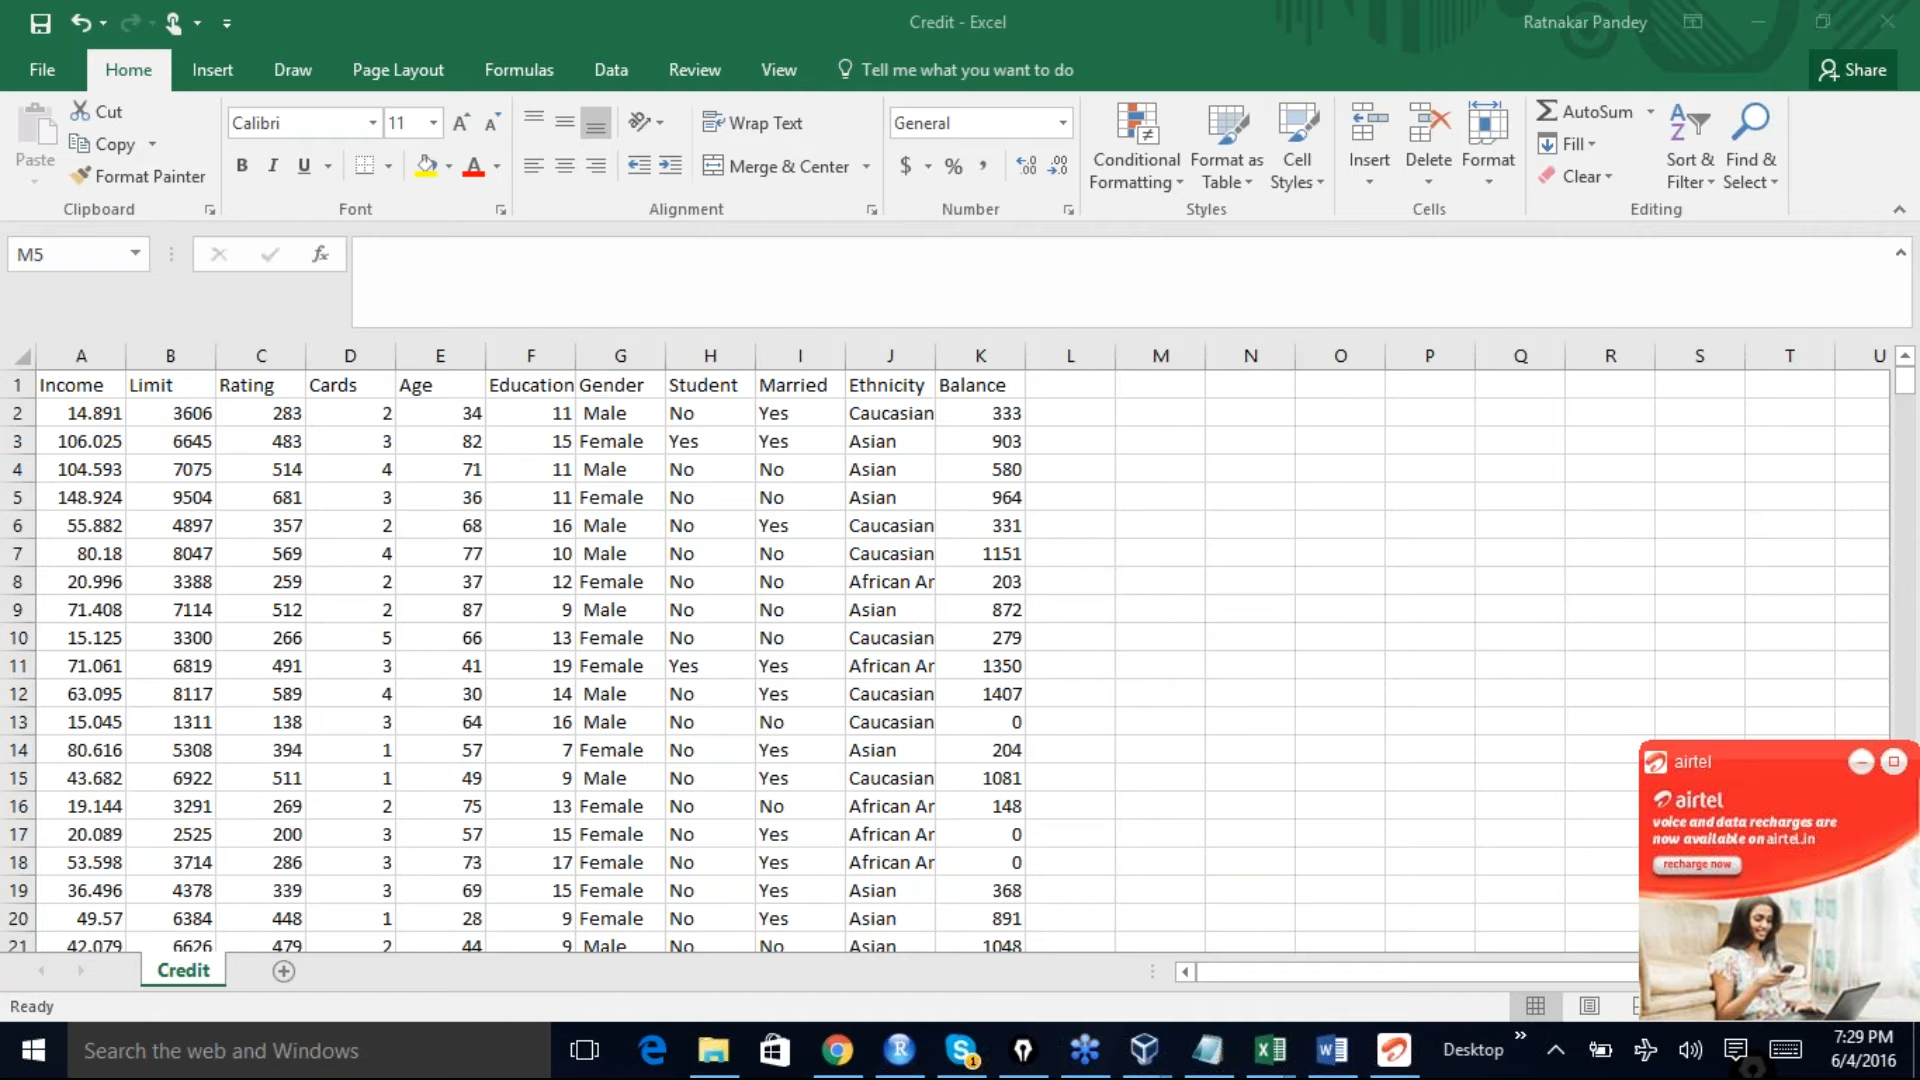 Credit - Excel
Ratnakar Pandey
File Home Insert Draw Page Layout Formulas Data Review View Tell me what you want to do Share
Cut
Copy
Format Painter
Paste
Clipboard
Calibri 11
B I U A
Font
Wrap Text
Merge & Center
Alignment
General
$ % ,
Number
Conditional Formatting
Format as Table
Cell Styles
Styles
Insert
Delete
Format
Cells
AutoSum
Fill
Clear
Sort & Filter
Find & Select
Editing
M5 fx
A B C D E F G H I J K L M N O P Q R S T U
1 Income Limit Rating Cards Age Education Gender Student Married Ethnicity Balance
2 14.891 3606 283 2 34 11 Male No Yes Caucasian 333
3 106.025 6645 483 3 82 15 Female Yes Yes Asian 903
4 104.593 7075 514 4 71 11 Male No No Asian 580
5 148.924 9504 681 3 36 11 Female No No Asian 964
6 55.882 4897 357 2 68 16 Male No Yes Caucasian 331
7 80.18 8047 569 4 77 10 Male No No Caucasian 1151
8 20.996 3388 259 2 37 12 Female No No African Ar 203
9 71.408 7114 512 2 87 9 Male No No Asian 872
10 15.125 3300 266 5 66 13 Female No No Caucasian 279
11 71.061 6819 491 3 41 19 Female Yes Yes African Ar 1350
12 63.095 8117 589 4 30 14 Male No Yes Caucasian 1407
13 15.045 1311 138 3 64 16 Male No No Caucasian 0
14 80.616 5308 394 1 57 7 Female No Yes Asian 204
15 43.682 6922 511 1 49 9 Male No Yes Caucasian 1081
16 19.144 3291 269 2 75 13 Female No No African Ar 148
17 20.089 2525 200 3 57 15 Female No Yes African Ar 0
18 53.598 3714 286 3 73 17 Female No Yes African Ar 0
19 36.496 4378 339 3 69 15 Female No Yes Asian 368
20 49.57 6384 448 1 28 9 Female No Yes Asian 891
21 42.079 6626 479 2 44 9 Male No No Asian 1048
airtel
airtel
voice and data recharges are
now available on airtel.in
recharge now
Credit
Ready
Search the web and Windows
Desktop
7:29 PM
6/4/2016